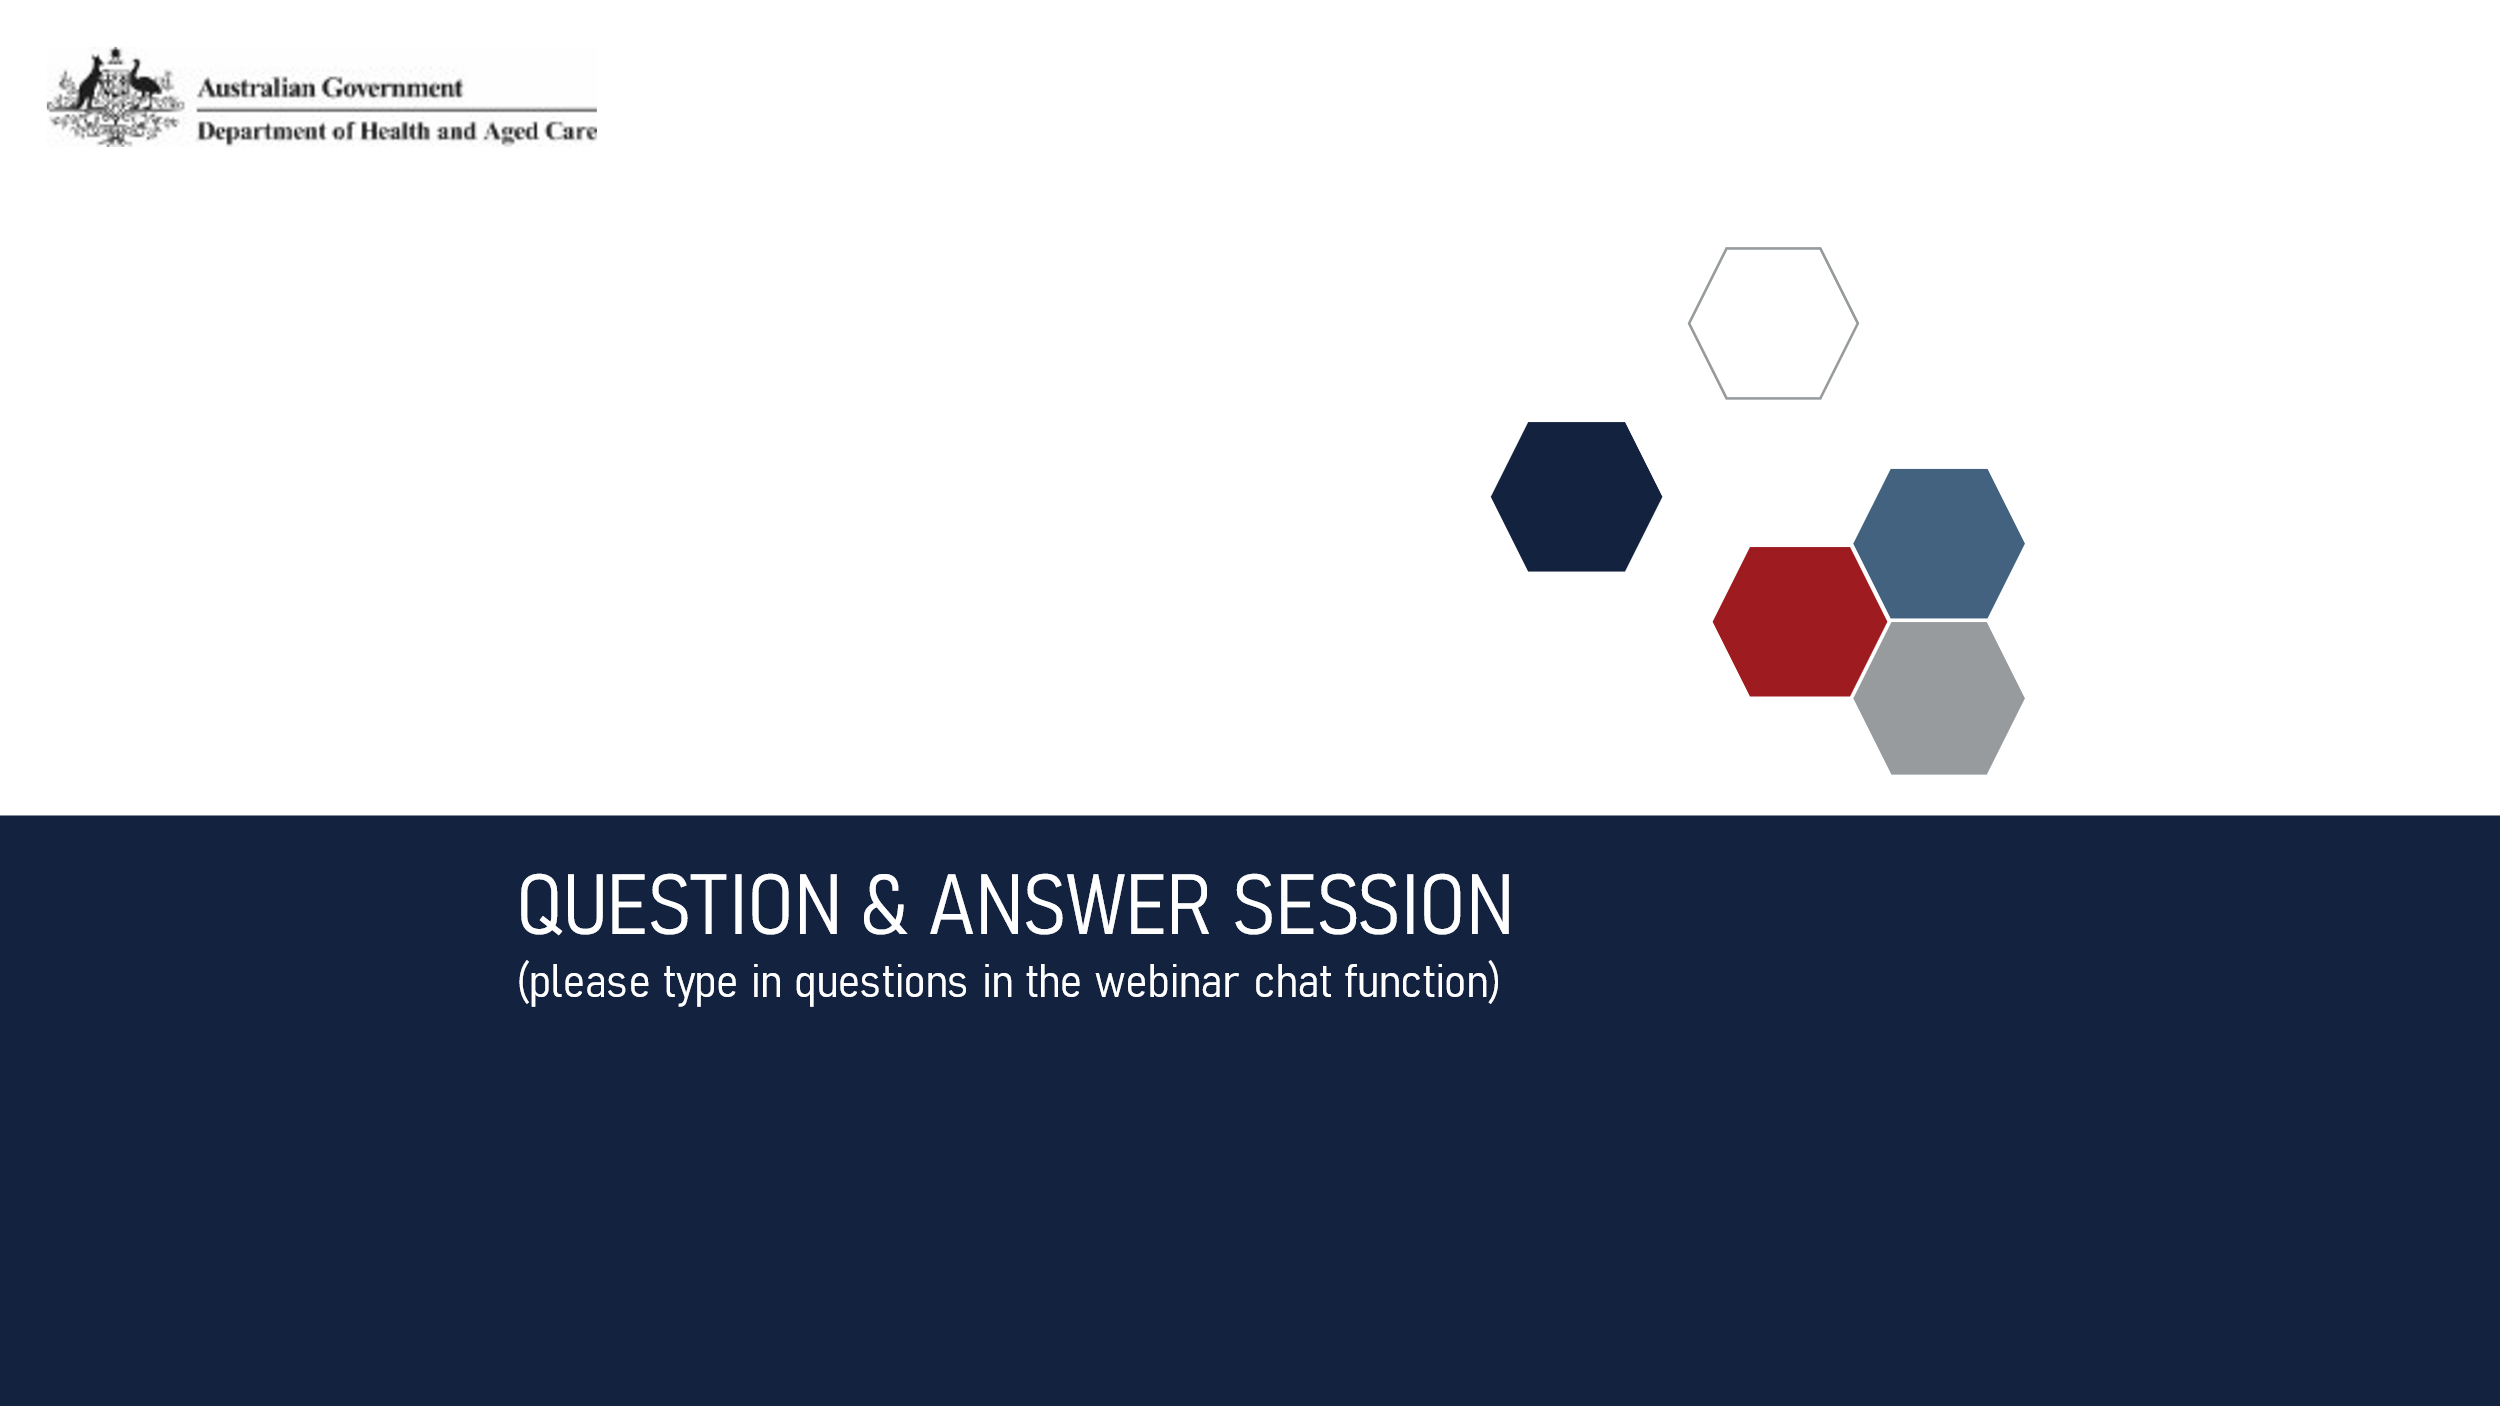 Australian Government
Department of Health and Aged Care
QUESTION & ANSWER SESSION
(please type in questions in the webinar chat function)